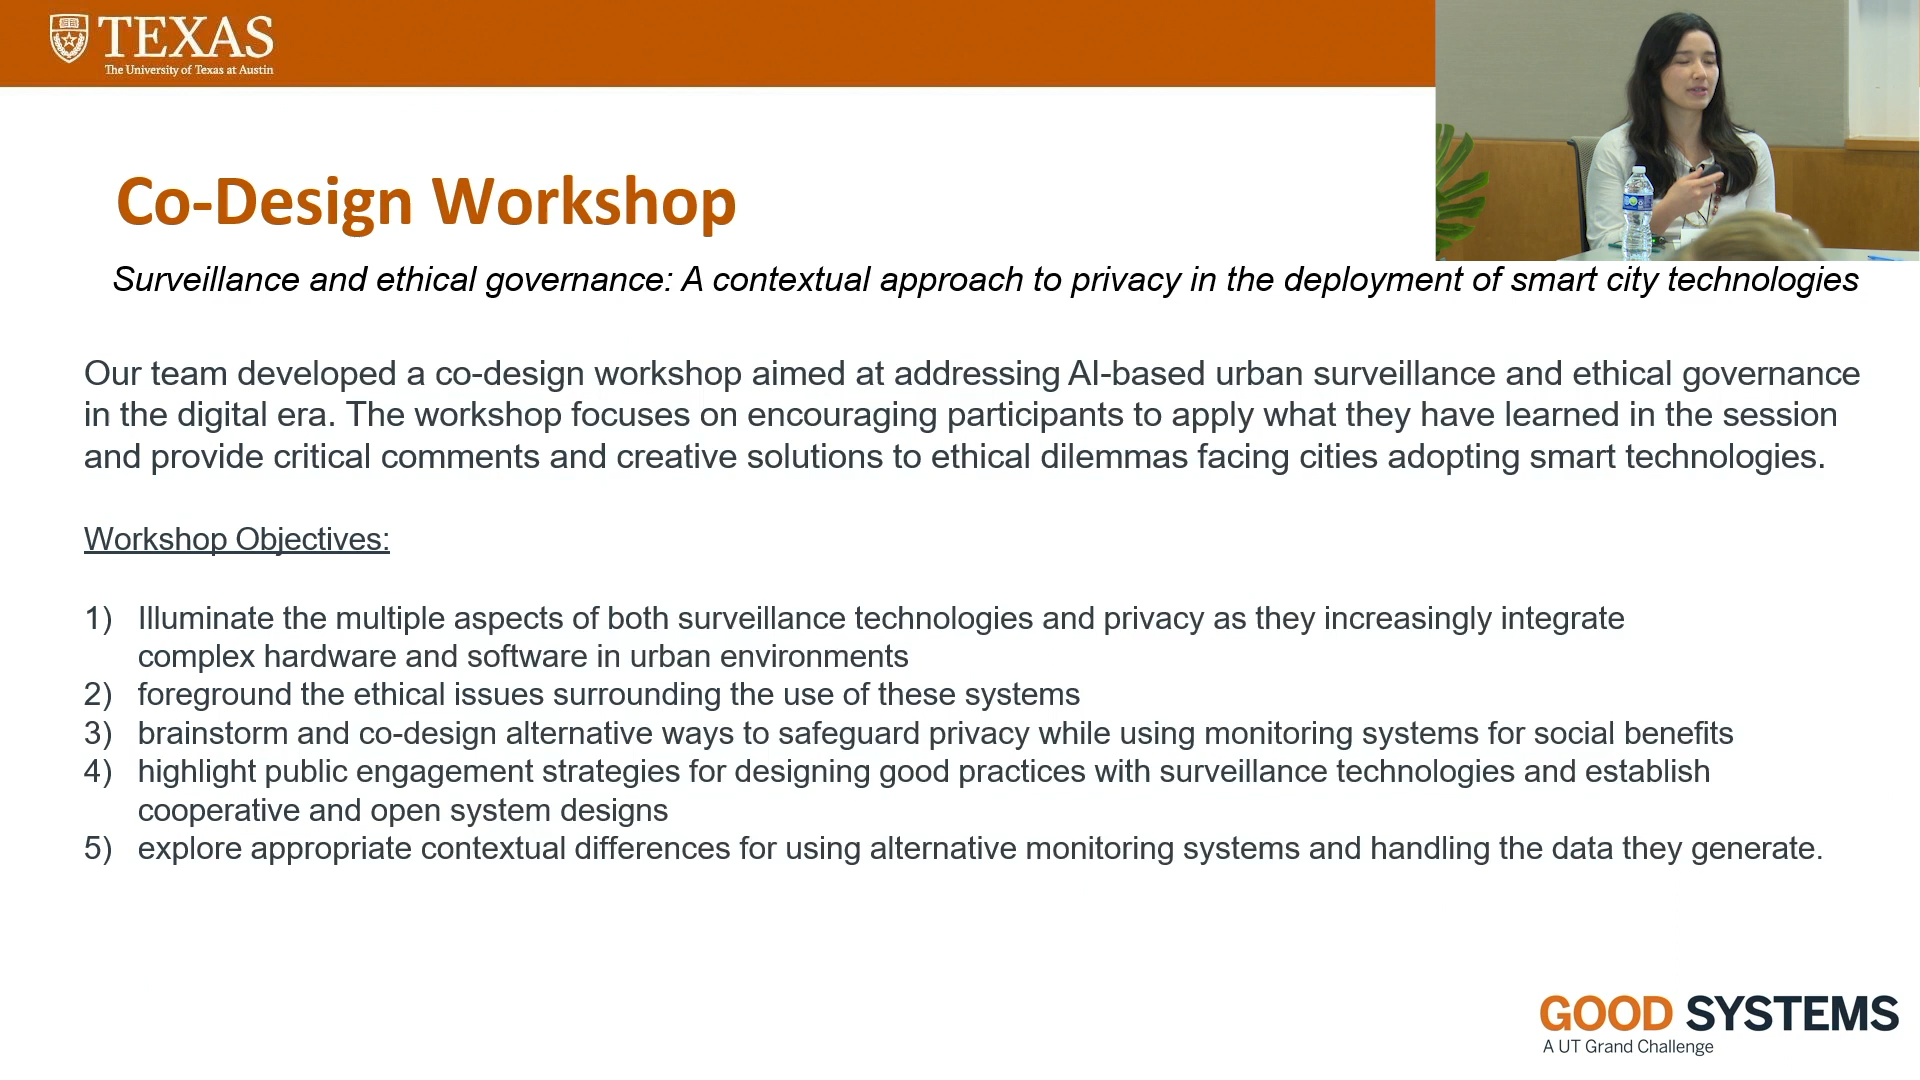 TEXAS
The University of Texas at Austin
Co-Design Workshop
Surveillance and ethical governance: A contextual approach to privacy in the deployment of smart city technologies
Our team developed a co-design workshop aimed at addressing AI-based urban surveillance and ethical governance
in the digital era. The workshop focuses on encouraging participants to apply what they have learned in the session
and provide critical comments and creative solutions to ethical dilemmas facing cities adopting smart technologies.
Workshop Objectives:
1) Illuminate the multiple aspects of both surveillance technologies and privacy as they increasingly integrate
complex hardware and software in urban environments
2) foreground the ethical issues surrounding the use of these systems
3) brainstorm and co-design alternative ways to safeguard privacy while using monitoring systems for social benefits
4) highlight public engagement strategies for designing good practices with surveillance technologies and establish
cooperative and open system designs
5) explore appropriate contextual differences for using alternative monitoring systems and handling the data they generate.
GOOD SYSTEMS
A UT Grand Challenge